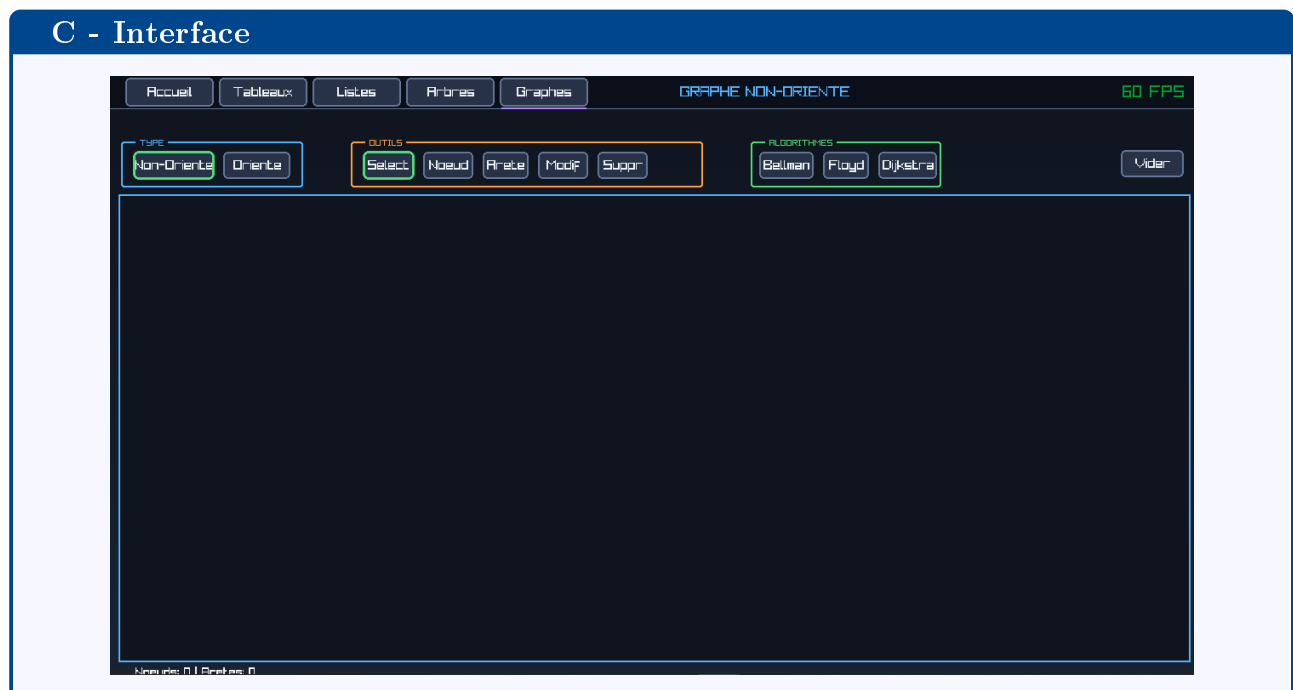 C - Interface
Accueil Tableaux Listes Arbres Graphes GRAPHE NON-ORIENTE 60 FPS
TYPE OUTILS ALGORITHMES
Non-Oriente Oriente Select Noeud Arete Modif Suppr Bellman Floyd Dijkstra Vider
Noeuds: 0 | Aretes: 0